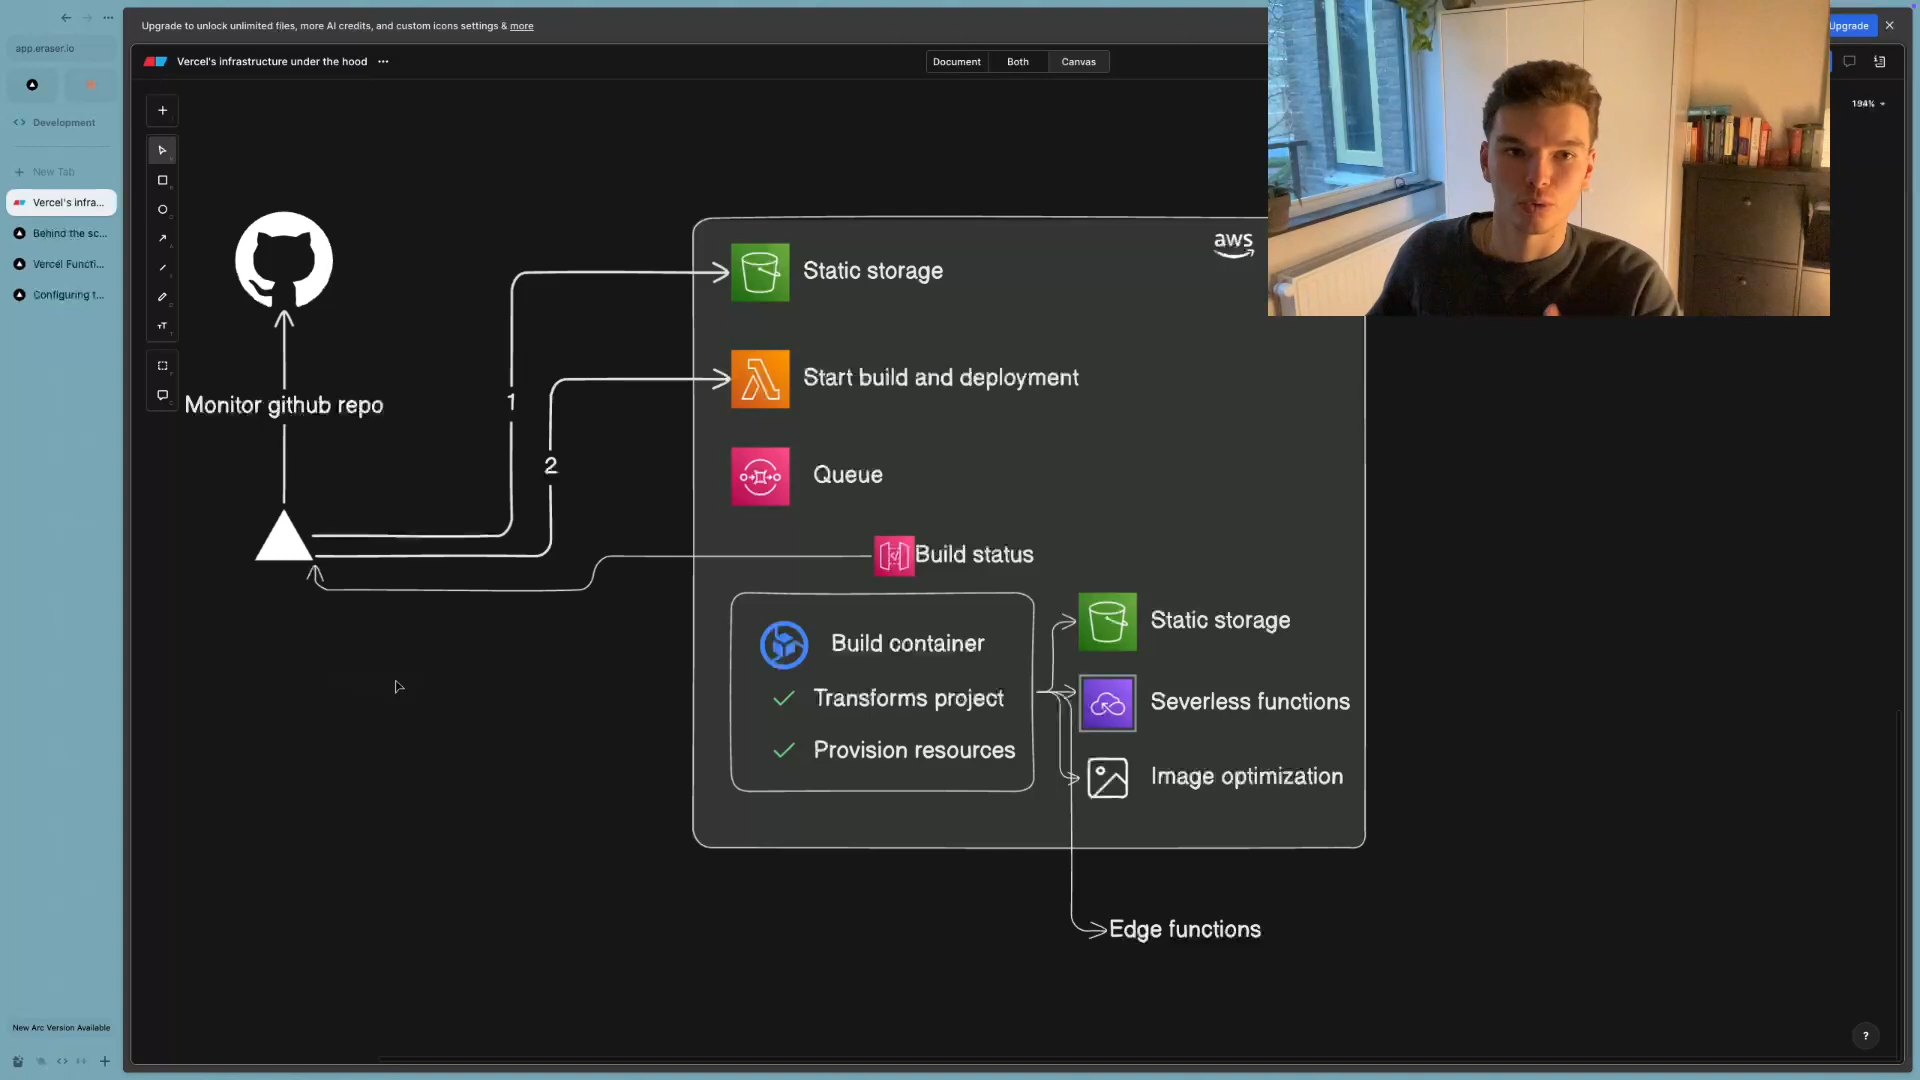 Upgrade to unlock unlimited files, more AI credits, and custom icons settings & more
Upgrade
app.eraser.io
Vercel's infrastructure under the hood
Document
Both
Canvas
194%
Development
New Tab
Vercel's infra...
Behind the sc...
Vercel Functi...
Configuring t...
aws
Static storage
Start build and deployment
Monitor github repo
1
2
Queue
Build status
Build container
Transforms project
Provision resources
Static storage
Severless functions
Image optimization
Edge functions
New Arc Version Available
?